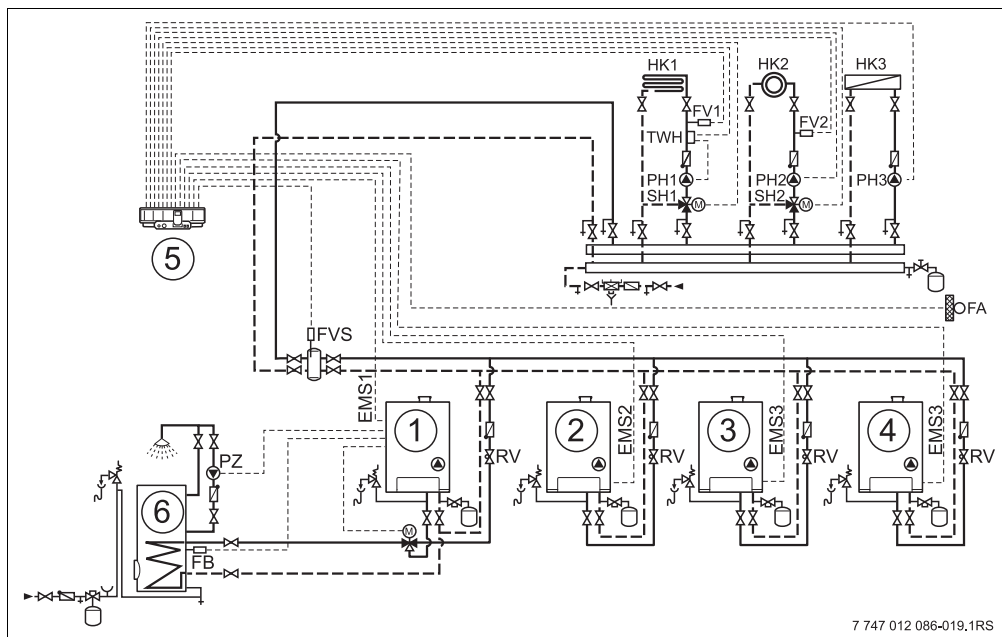 HK1
HK2
HK3
FV1
FV2
TWH
PH1
PH2
PH3
SH1
M
SH2
M
5
FA
FVS
EMS1
EMS2
EMS3
EMS3
1
2
3
4
RV
RV
RV
RV
PZ
6
M
FB
7 747 012 086-019.1RS